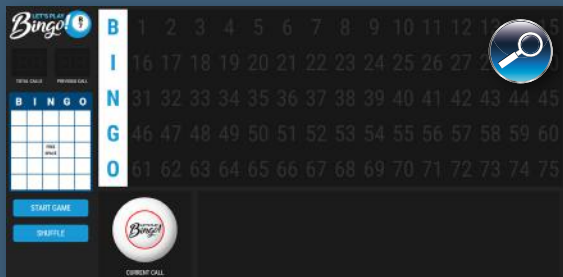 LET'S PLAY
Bingo!
B 1 2 3 4 5 6 7 8 9 10 11 12 13 15
I 16 17 18 19 20 21 22 23 24 25 26 27
N 31 32 33 34 35 36 37 38 39 40 41 42 43 44 45
G 46 47 48 49 50 51 52 53 54 55 56 57 58 59 60
O 61 62 63 64 65 66 67 68 69 70 71 72 73 74 75
TOTAL CALLS PREVIOUS CALL
B I N G O
FREE
SPACE
START GAME
SHUFFLE
Bingo!
CURRENT CALL